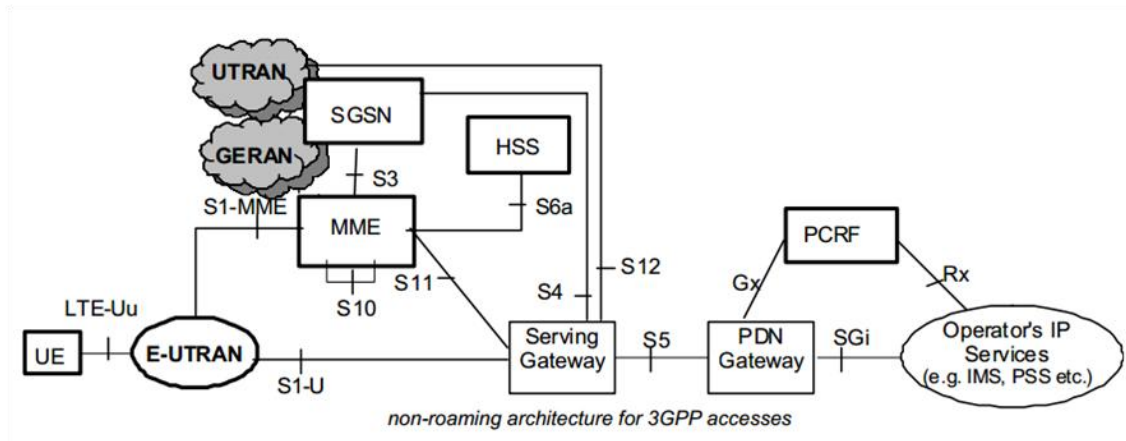 UTRAN
SGSN
GERAN
HSS
S3
S1-MME
S6a
MME
PCRF
S11
S12
S10
S4
Gx
Rx
LTE-Uu
UE
E-UTRAN
Serving
Gateway
S5
PDN
Gateway
SGi
Operator's IP
Services
(e.g. IMS, PSS etc.)
S1-U
non-roaming architecture for 3GPP accesses